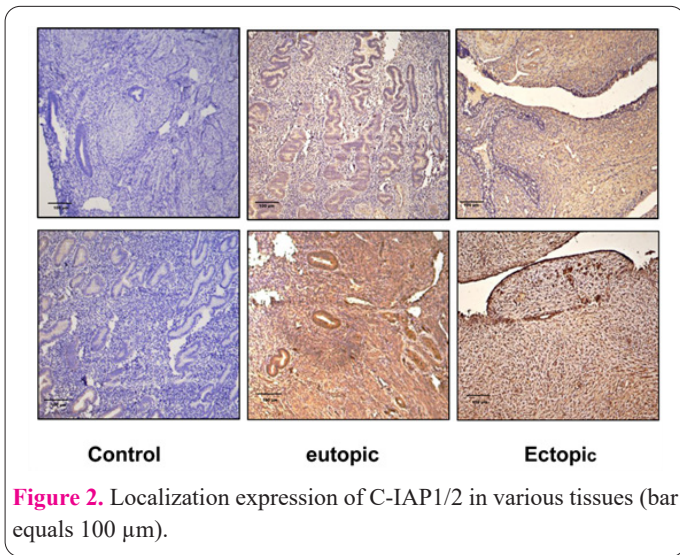 Control eutopic Ectopic
Figure 2. Localization expression of C-IAP1/2 in various tissues (bar
equals 100 µm).